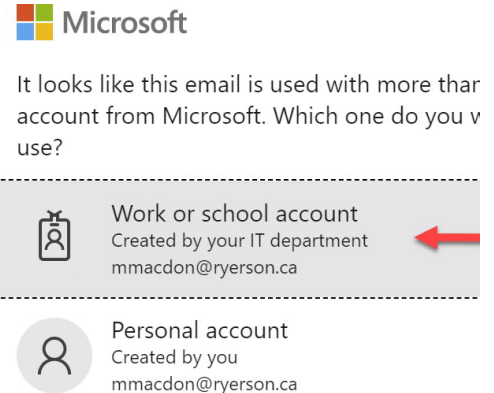 Microsoft
It looks like this email is used with more than
account from Microsoft. Which one do you
use?
Work or school account
Created by your IT department
mmacdon@ryerson.ca
Personal account
Created by you
mmacdon@ryerson.ca